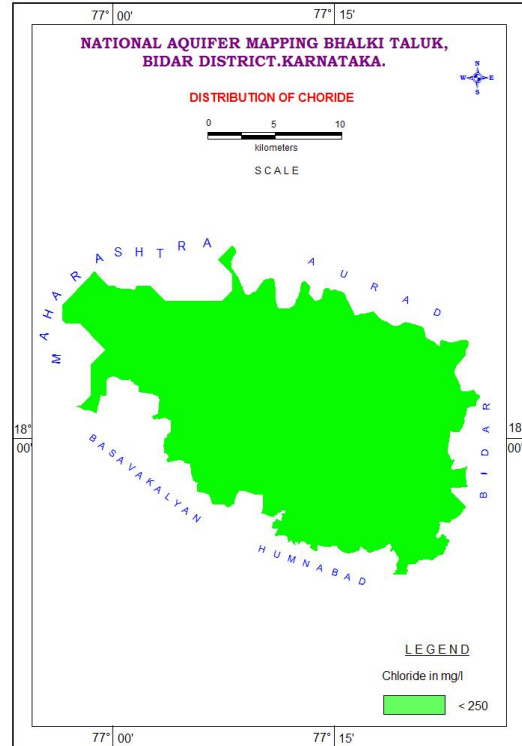 77° 00' 77° 15'
NATIONAL AQUIFER MAPPING BHALKI TALUK,
BIDAR DISTRICT.KARNATAKA.
N
W E
S
DISTRIBUTION OF CHORIDE
0 5 10
kilometers
SCALE
MAHARASHTRA
AURAD
BIDAR
18° 00'
18° 00'
BASAVAKALYAN
HUMNABAD
LEGEND
Chloride in mg/l
< 250
77° 00' 77° 15'